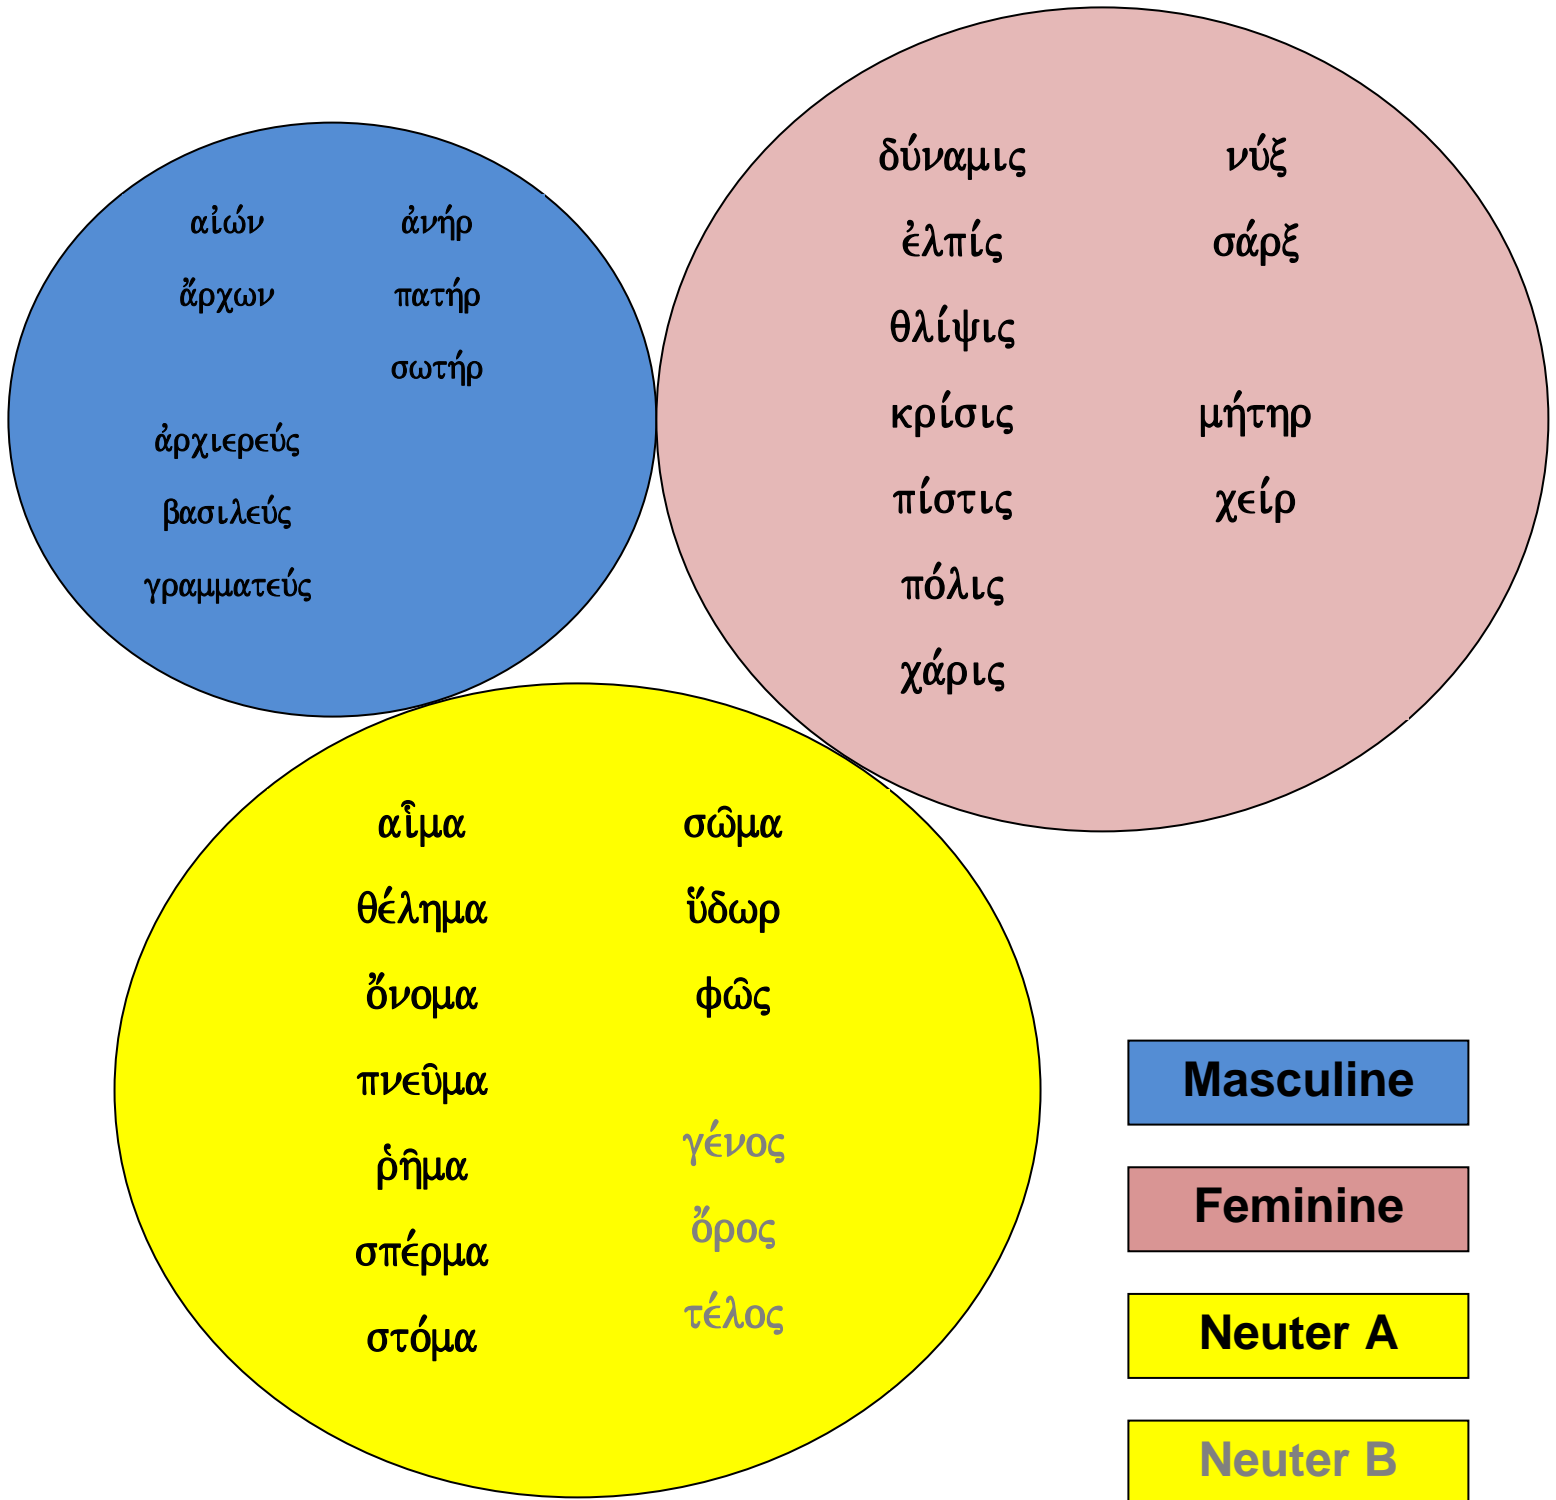 αἰών ἀνήρ
ἄρχων πατήρ
σωτήρ
ἀρχιερεύς
βασιλεύς
γραμματεύς
δύναμις νύξ
ἐλπίς σάρξ
θλίψις
κρίσις μήτηρ
πίστις χείρ
πόλις
χάρις
αἷμα σῶμα
θέλημα ὕδωρ
ὄνομα φῶς
πνεῦμα
γένος
ῥῆμα
ὄρος
σπέρμα
τέλος
στόμα
Masculine
Feminine
Neuter A
Neuter B